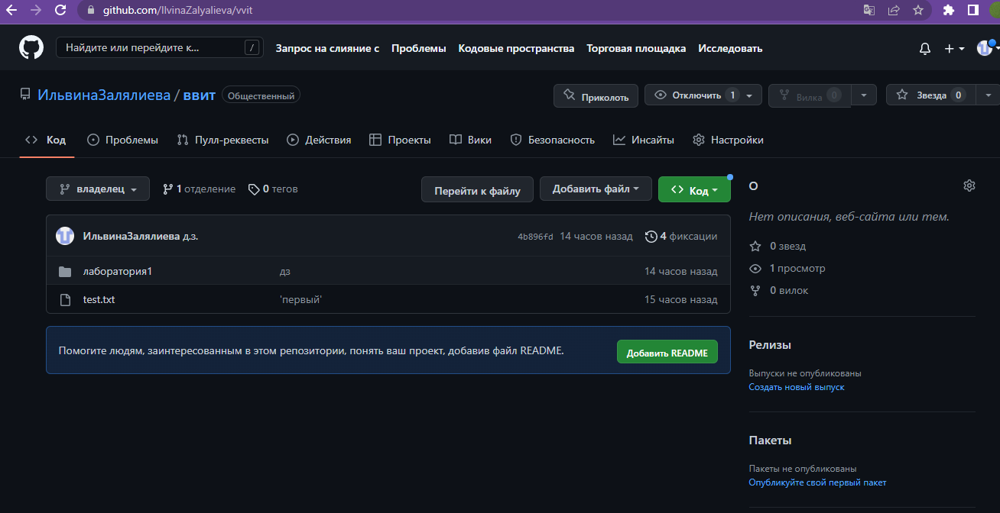 github.com/IlvinaZalyalieva/vvit
Найдите или перейдите к... /
Запрос на слияние с Проблемы Кодовые пространства Торговая площадка Исследовать
ИльвинаЗалялиева / ввит Общественный
Приколоть Отключить 1 Вилка 0 Звезда 0
Код Проблемы Пулл-реквесты Действия Проекты Вики Безопасность Инсайты Настройки
владелец 1 отделение 0 тегов Перейти к файлу Добавить файл Код
ИльвинаЗалялиева д.з. 4b896fd 14 часов назад 4 фиксации
лаборатория1 дз 14 часов назад
test.txt 'первый' 15 часов назад
Помогите людям, заинтересованным в этом репозитории, понять ваш проект, добавив файл README. Добавить README
О
Нет описания, веб-сайта или тем.
0 звезд
1 просмотр
0 вилок
Релизы
Выпуски не опубликованы
Создать новый выпуск
Пакеты
Пакеты не опубликованы
Опубликуйте свой первый пакет